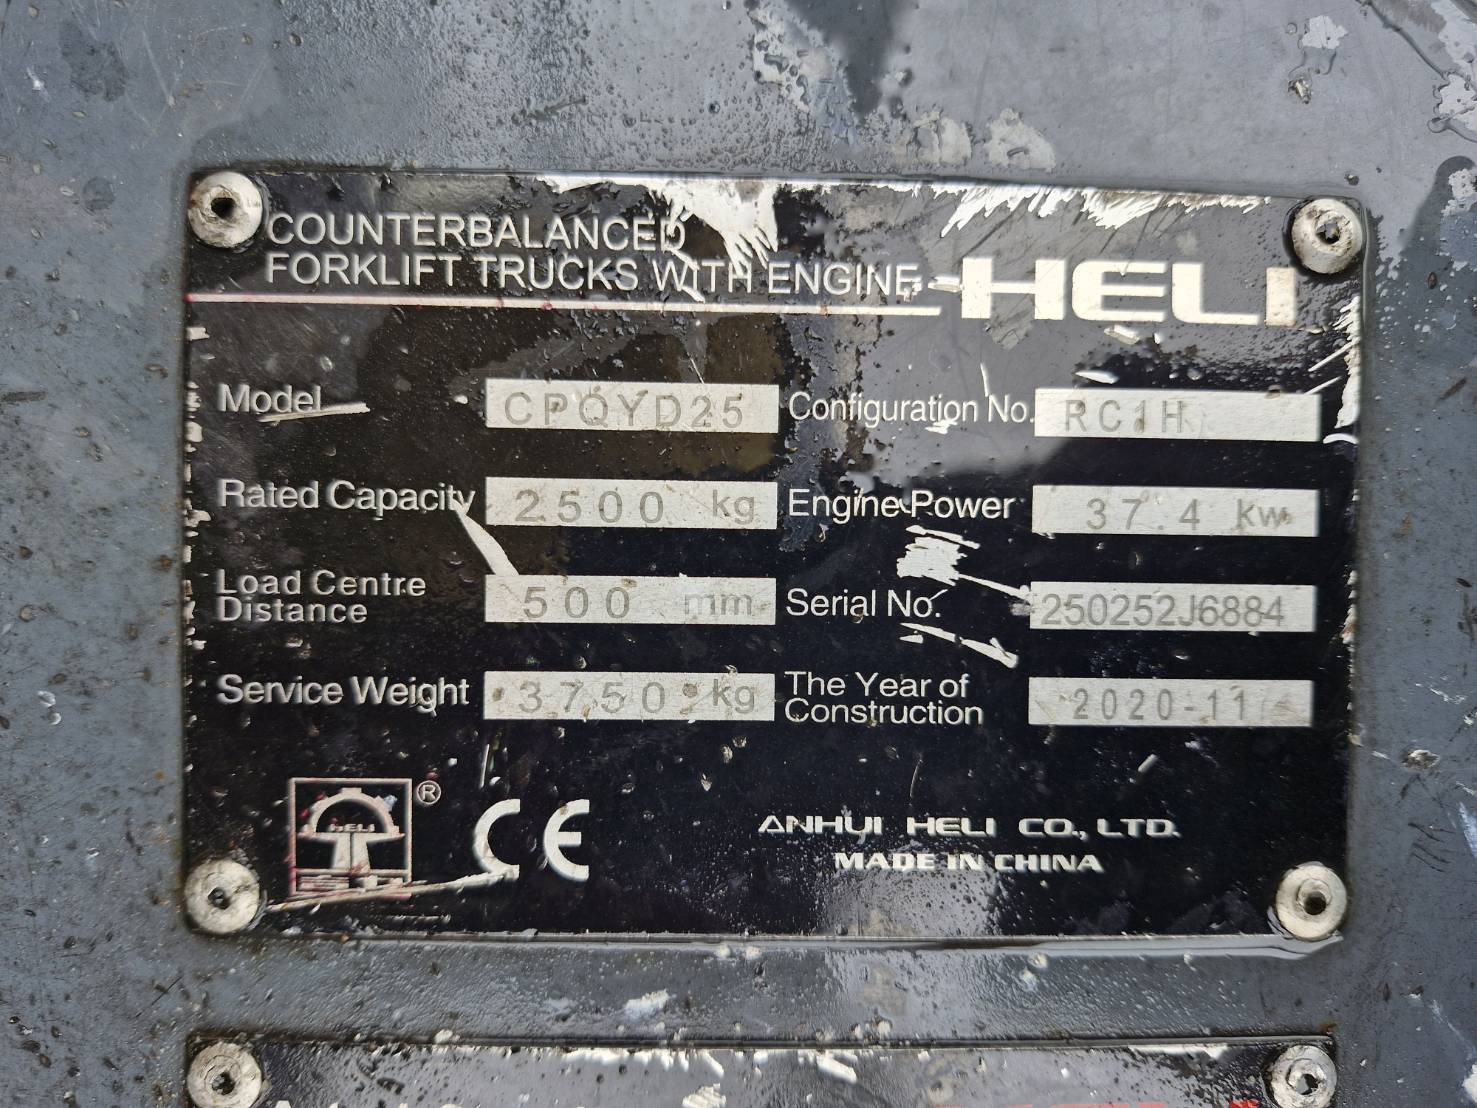 COUNTERBALANCED
FORKLIFT TRUCKS WITH ENGINE HELI
Model CPQYD25 Configuration No. RC1H
Rated Capacity 2500 kg Engine Power 37.4 kw
Load Centre
Distance 500 mm Serial No. 250252J6884
Service Weight 3750 kg The Year of
Construction 2020-11
HELI ®
CE
ANHUI HELI CO., LTD.
MADE IN CHINA